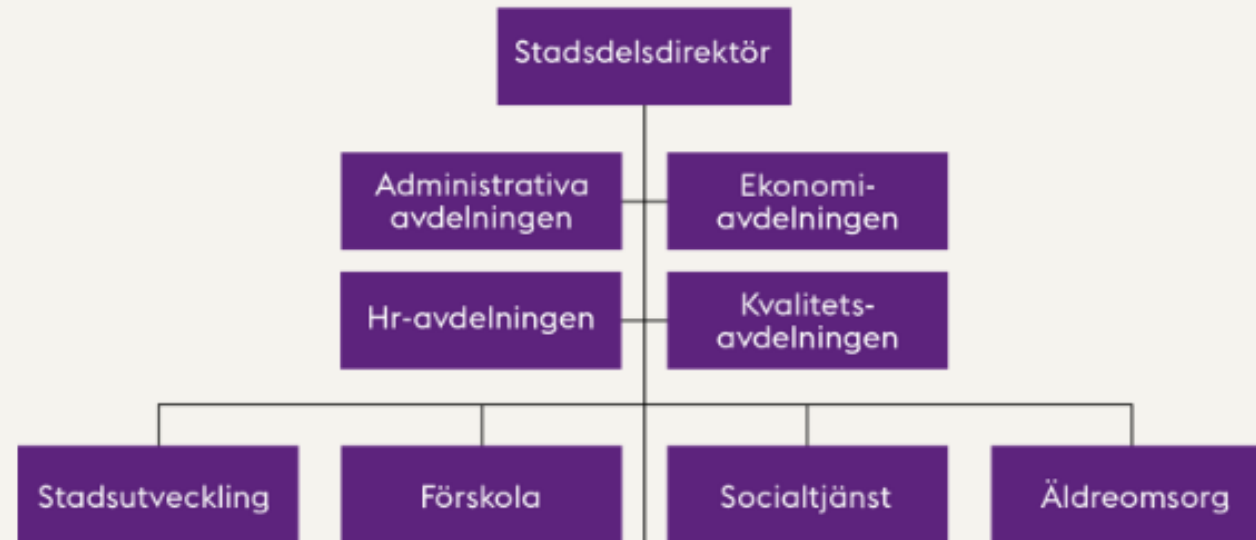 Stadsdelsdirektör
Administrativa
avdelningen
Ekonomi-
avdelningen
Hr-avdelningen
Kvalitets-
avdelningen
Stadsutveckling
Förskola
Socialtjänst
Äldreomsorg